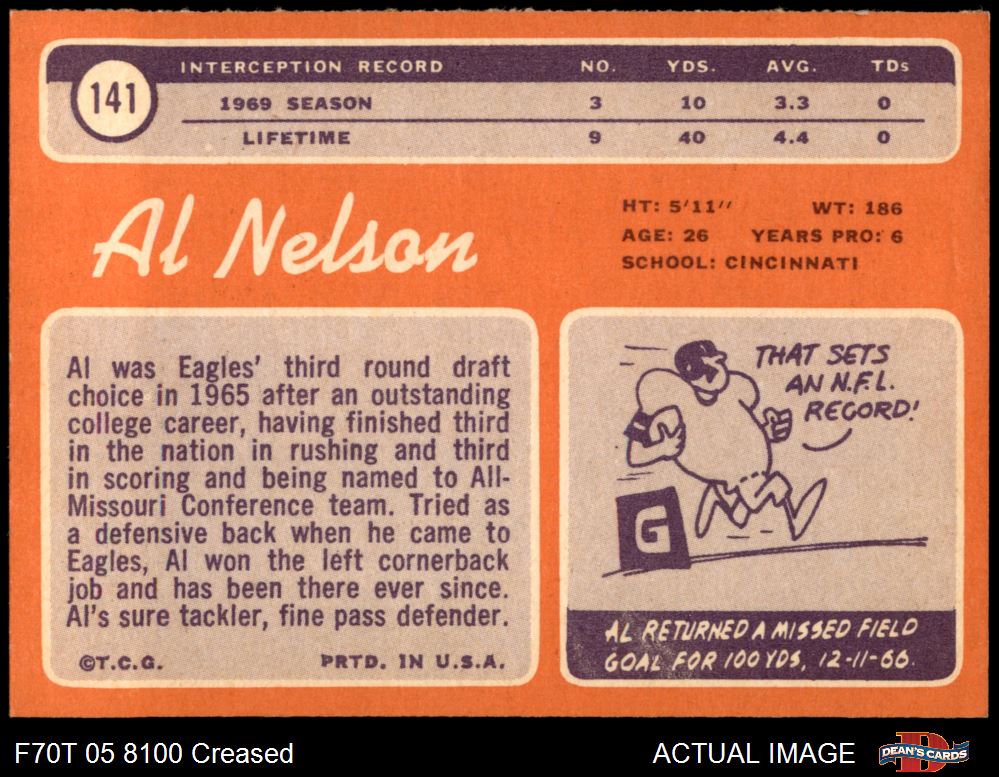 141
INTERCEPTION RECORD NO. YDS. AVG. TDs
1969 SEASON 3 10 3.3 0
LIFETIME 9 40 4.4 0
Al Nelson
HT: 5'11" WT: 186
AGE: 26 YEARS PRO: 6
SCHOOL: CINCINNATI
Al was Eagles' third round draft
choice in 1965 after an outstanding
college career, having finished third
in the nation in rushing and third
in scoring and being named to All-
Missouri Conference team. Tried as
a defensive back when he came to
Eagles, Al won the left cornerback
job and has been there ever since.
Al's sure tackler, fine pass defender.
©T.C.G. PRTD. IN U.S.A.
THAT SETS
AN N.F.L.
RECORD!
G
AL RETURNED A MISSED FIELD
GOAL FOR 100 YDS, 12-11-66.
F70T 05 8100 Creased
ACTUAL IMAGE
D
DEAN'S CARDS